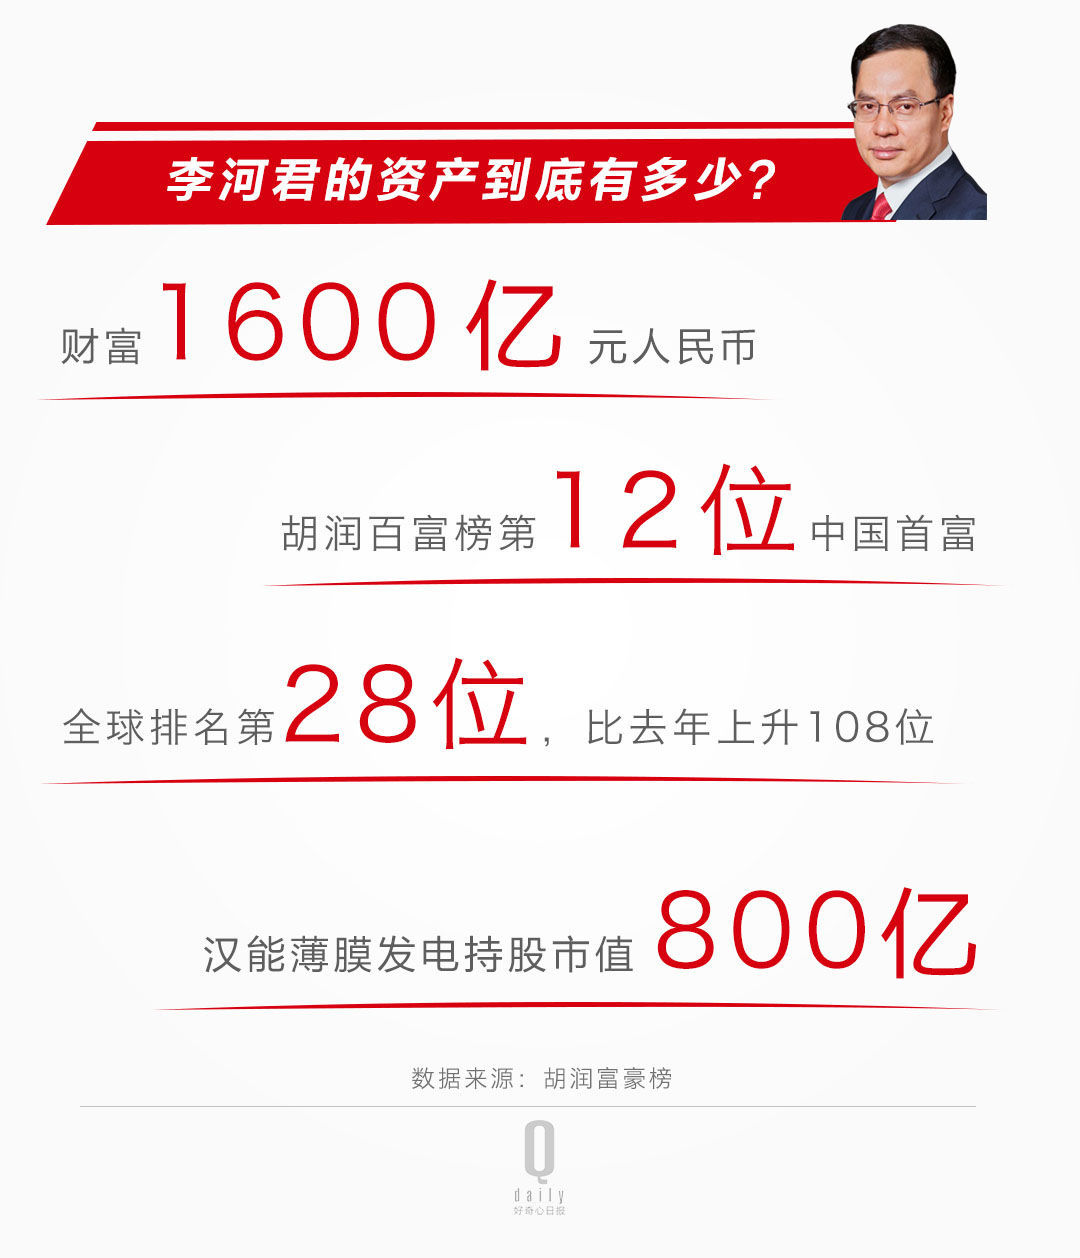 李河君的资产到底有多少?
财富1600亿 元人民币
胡润百富榜第12位 中国首富
全球排名第28位，比去年上升108位
汉能薄膜发电持股市值 800亿
数据来源：胡润富豪榜
Q
daily
好奇心日报